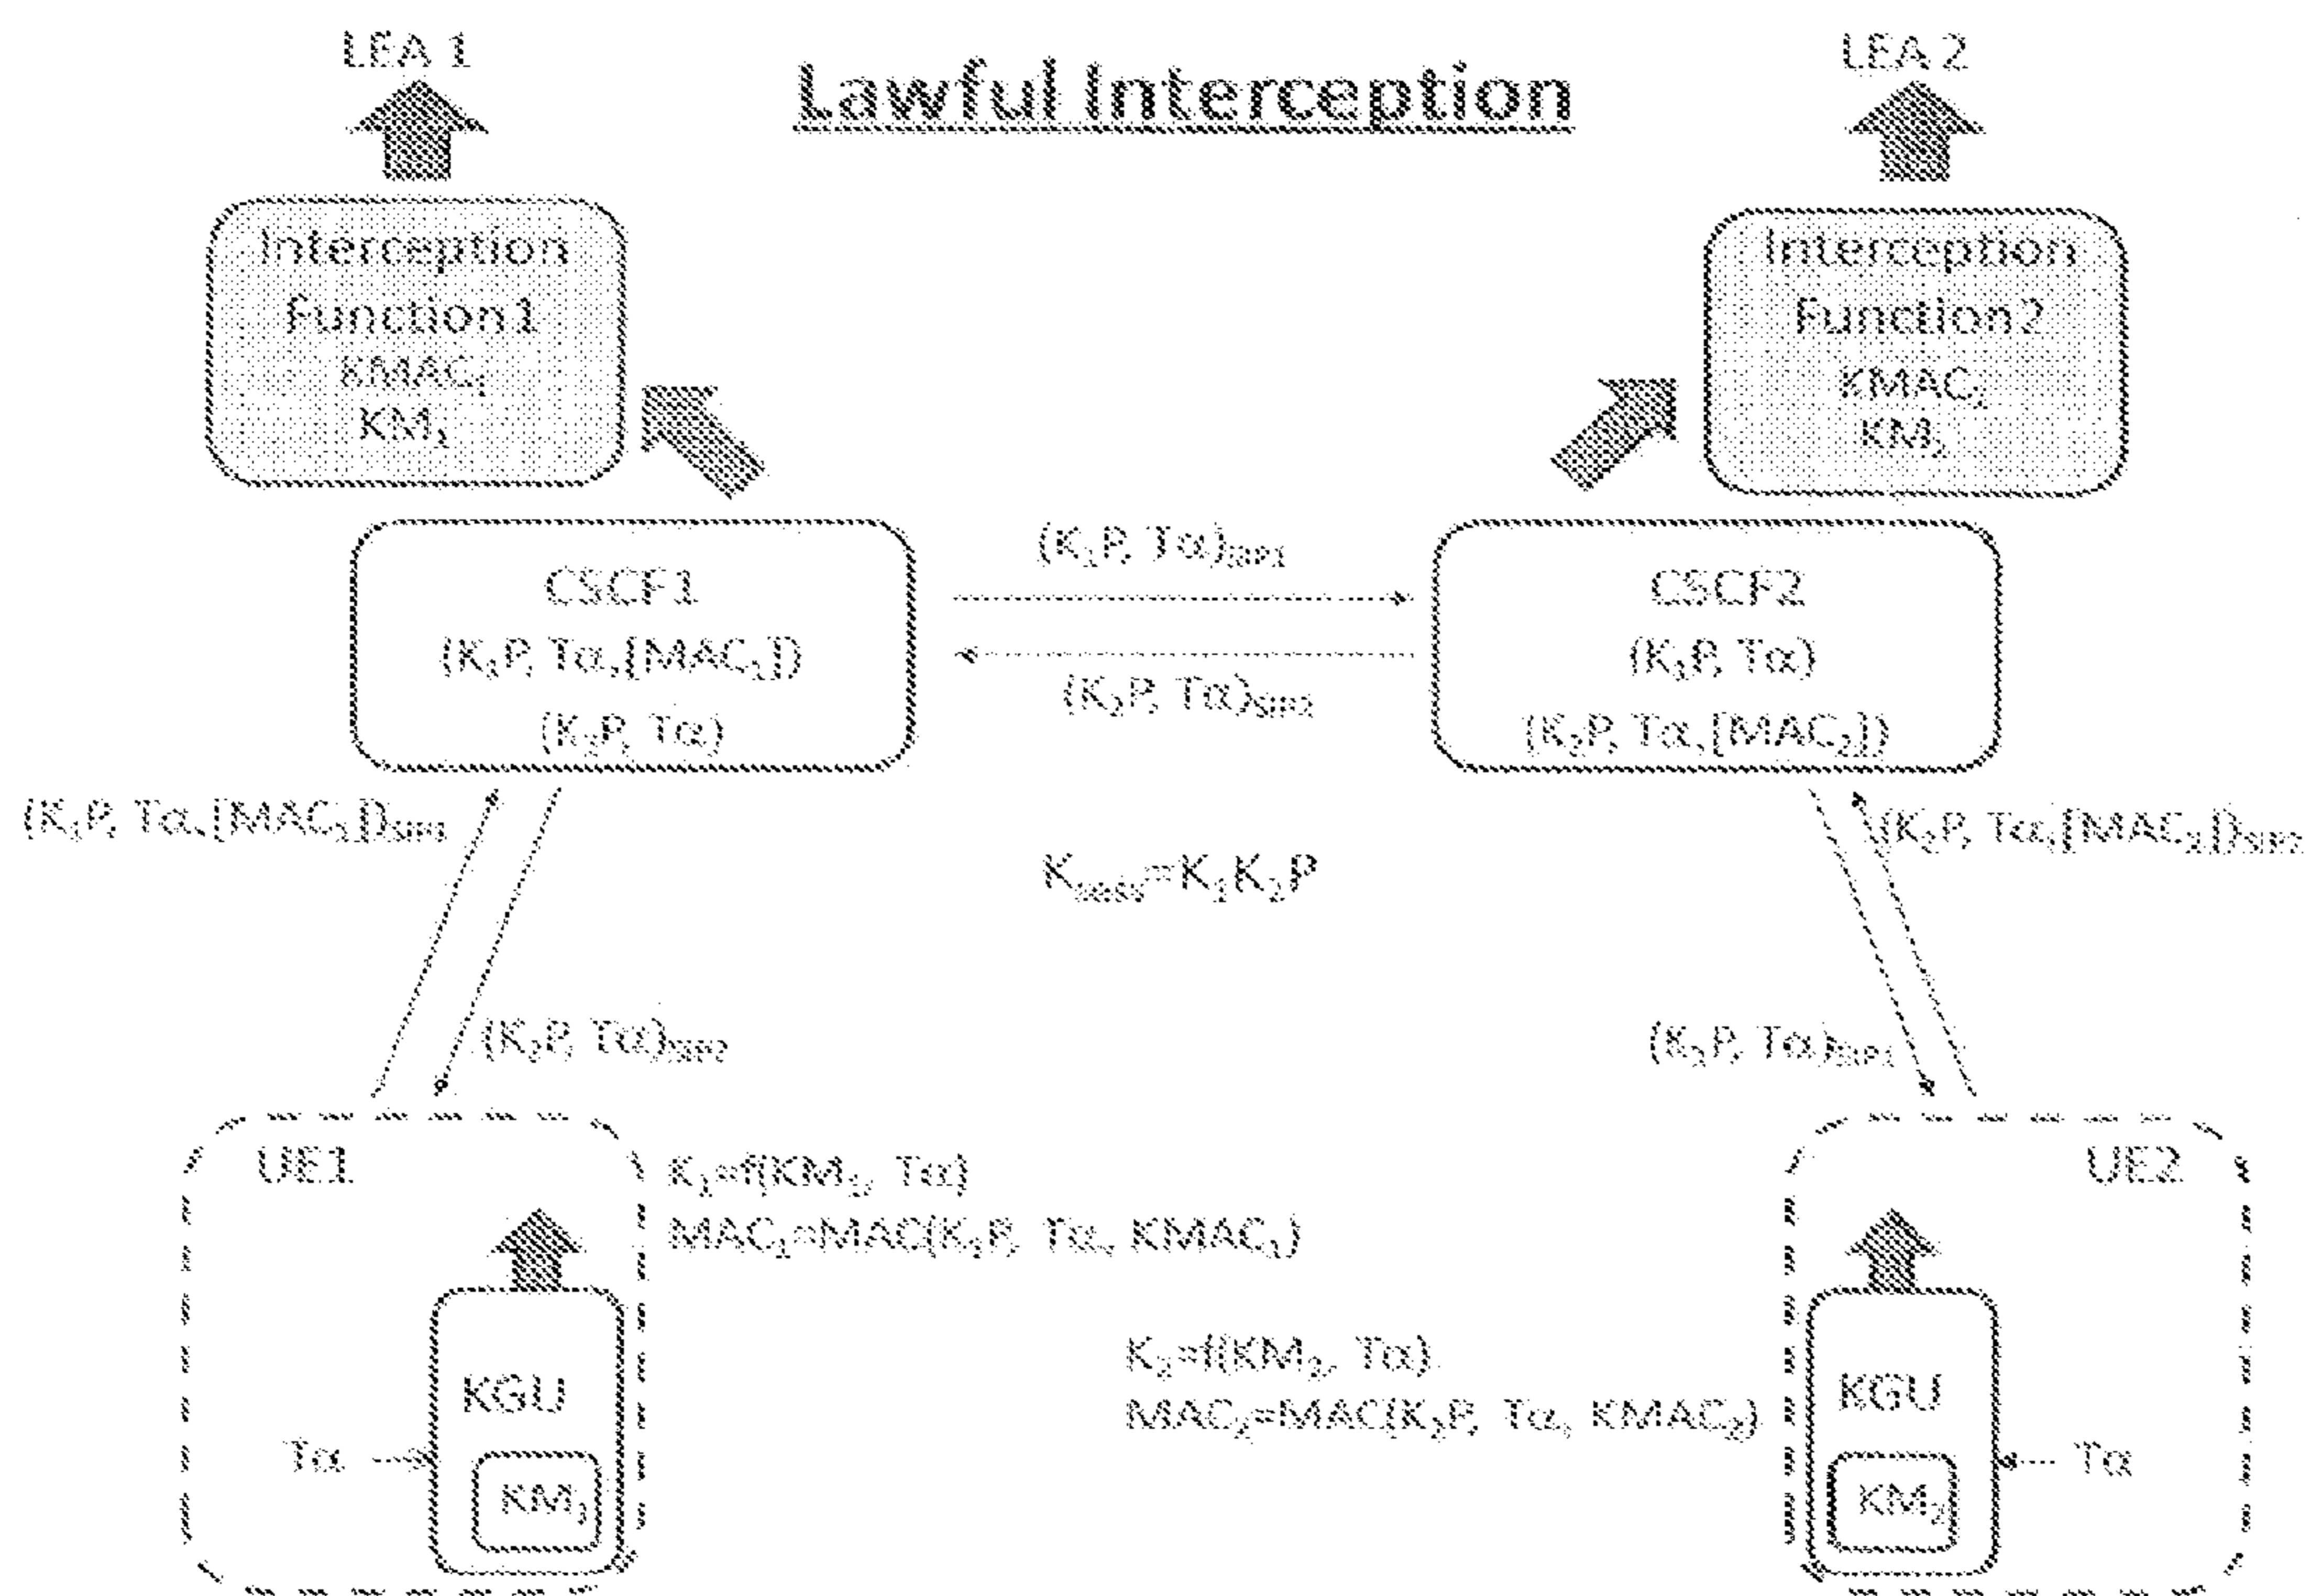 LEA 1
Lawful Interception
LEA 2
Interception
Function1
KMAC₁
KM₁
Interception
Function2
KMAC₂
KM₂
CSCF1
(K₁P, Tα,[MAC₁])
(K₂P, Tα)
(K₁P, Tα)SIP1
(K₂P, Tα)SIP2
CSCF2
(K₁P, Tα)
(K₂P, Tα,[MAC₂])
(K₁P, Tα,[MAC₁])SIP1
Ksess=K₁K₂P
(K₂P, Tα,[MAC₂])SIP2
(K₂P, Tα)SIP2
(K₁P, Tα)SIP1
UE1
K₁=f(KM₁, Tα)
MAC₁=MAC(K₁P, Tα, KMAC₁)
KGU
Tα
KM₁
K₂=f(KM₂, Tα)
MAC₂=MAC(K₂P, Tα, KMAC₂)
UE2
KGU
Tα
KM₂